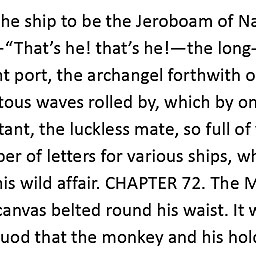 he ship to be the Jeroboam of Na
-“That’s he! that’s he!—the long-
nt port, the archangel forthwith o
tous waves rolled by, which by on
tant, the luckless mate, so full of
ber of letters for various ships, wh
his wild affair. CHAPTER 72. The M
canvas belted round his waist. It w
uod that the monkey and his hol